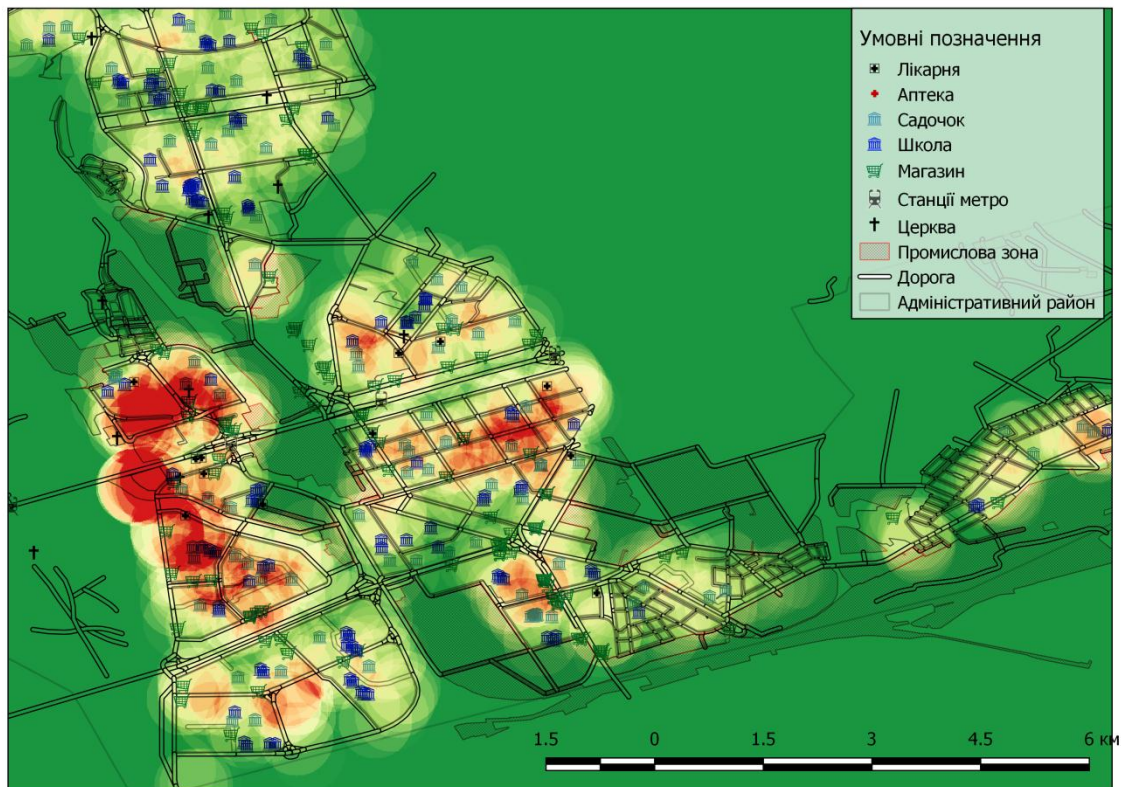 Умовні позначення
Лікарня
Аптека
Садочок
Школа
Магазин
Станції метро
Церква
Промислова зона
Дорога
Адміністративний район
1.5 0 1.5 3 4.5 6 км